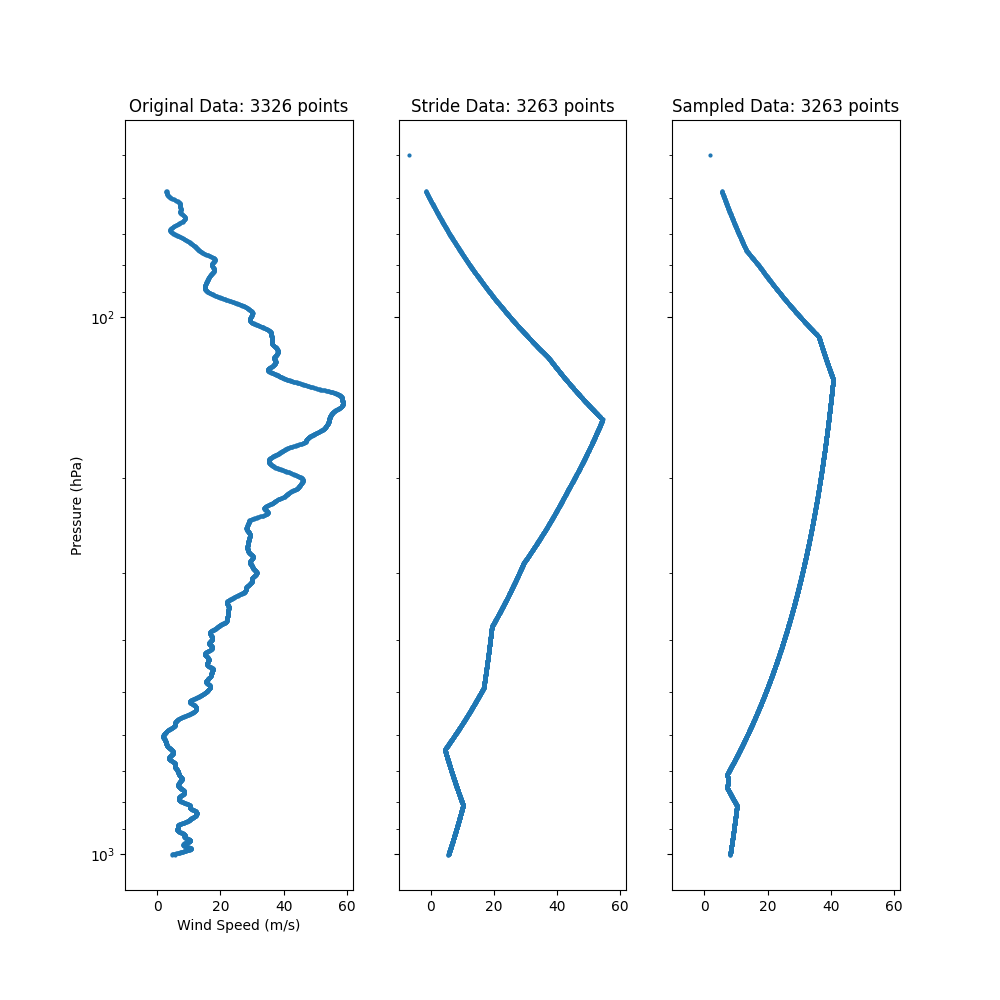 Original Data: 3326 points
Stride Data: 3263 points
Sampled Data: 3263 points
Pressure (hPa)
10²
10³
0 20 40 60
0 20 40 60
0 20 40 60
Wind Speed (m/s)